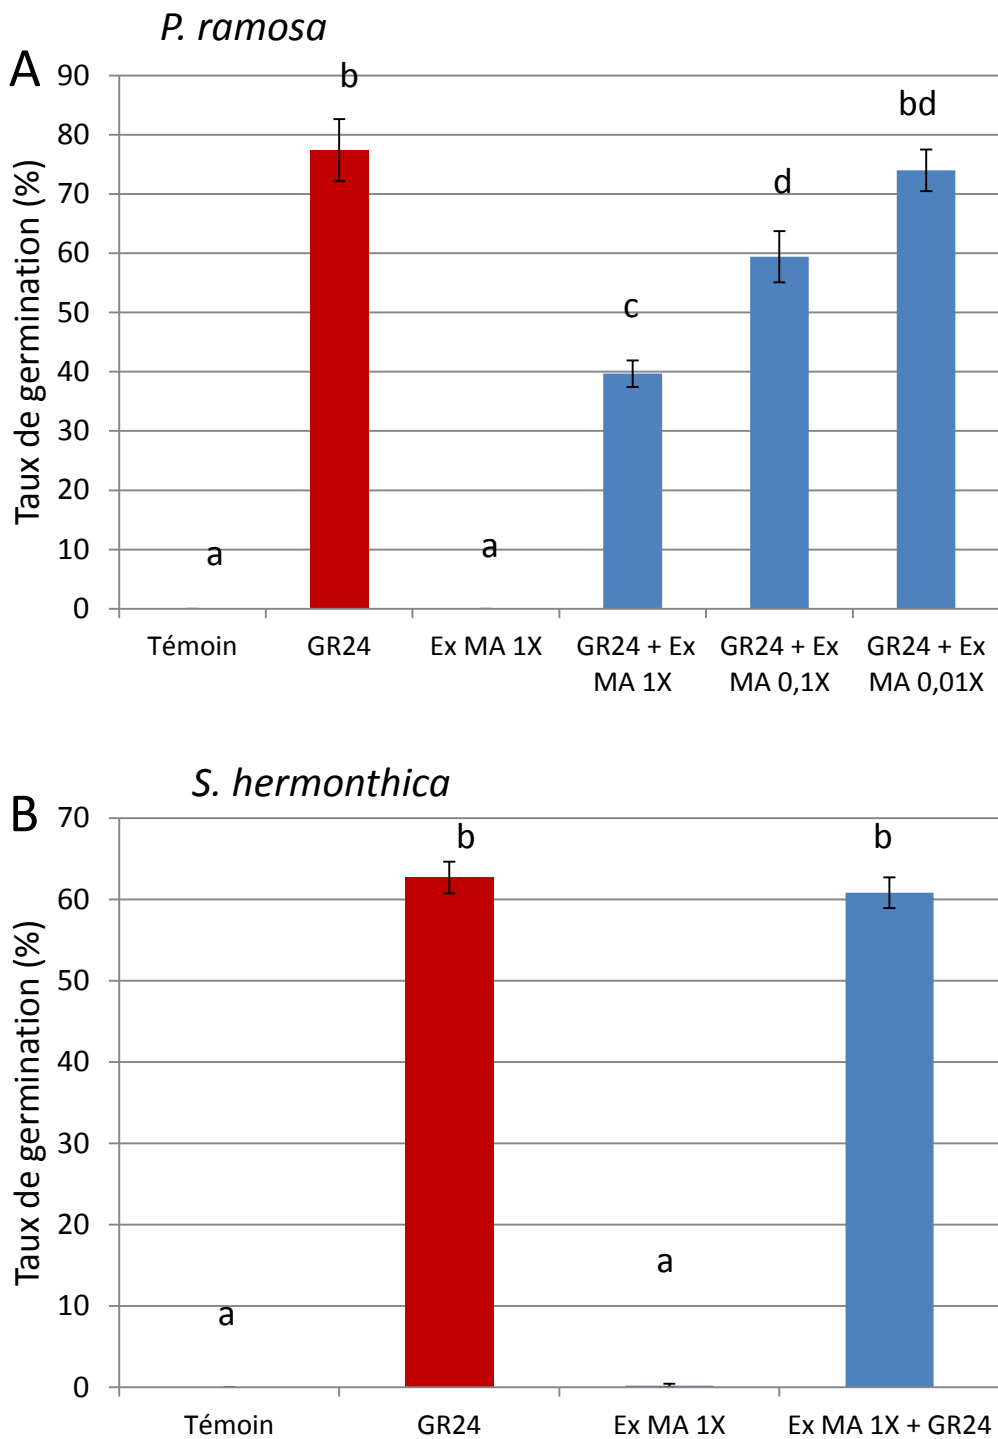 P. ramosa
A
Taux de germination (%)
90
80
70
60
50
40
30
20
10
0
a
b
a
c
d
bd
Témoin
GR24
Ex MA 1X
GR24 + Ex
MA 1X
GR24 + Ex
MA 0,1X
GR24 + Ex
MA 0,01X
S. hermonthica
B
Taux de germination (%)
70
60
50
40
30
20
10
0
a
b
a
b
Témoin
GR24
Ex MA 1X
Ex MA 1X + GR24